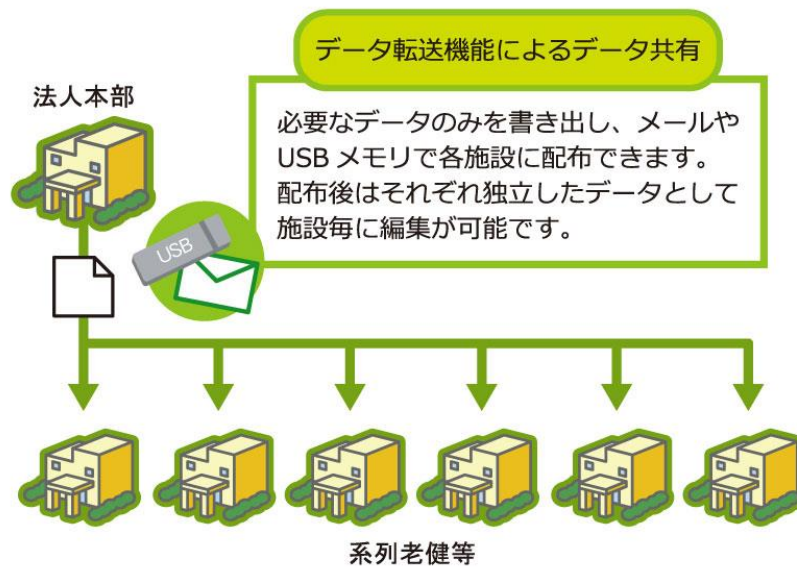 データ転送機能によるデータ共有
法人本部
必要なデータのみを書き出し、メールや
USB メモリで各施設に配布できます。
配布後はそれぞれ独立したデータとして
施設毎に編集が可能です。
USB
系列老健等